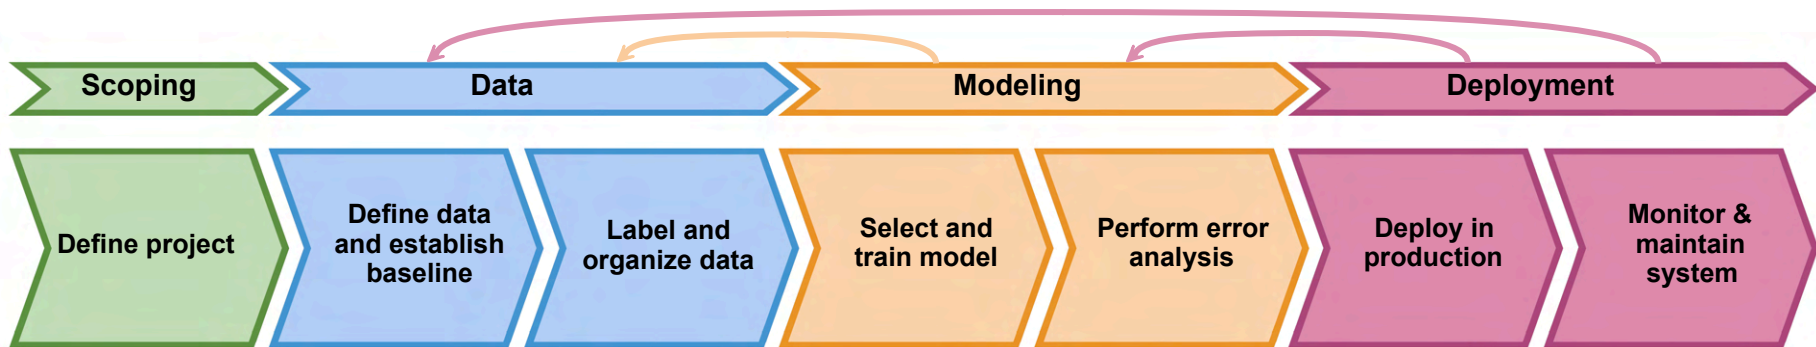 Scoping
Data
Modeling
Deployment
Define project
Define data
and establish
baseline
Label and
organize data
Select and
train model
Perform error
analysis
Deploy in
production
Monitor &
maintain
system